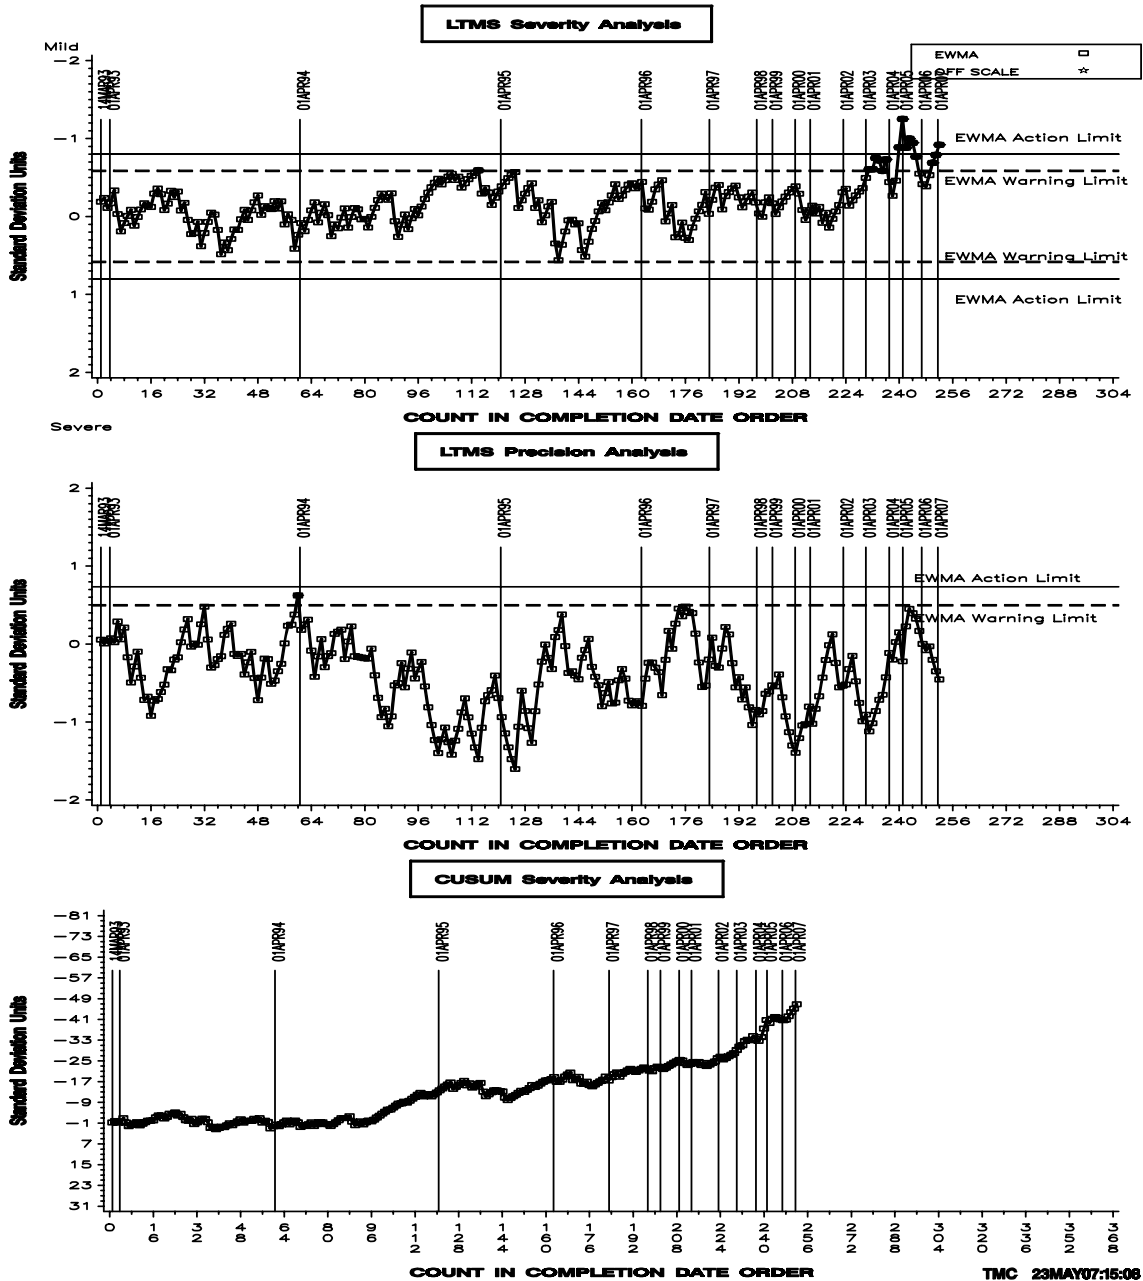 LTMS Severity Analysis
Mild
EWMA
OFF SCALE
Standard Deviation Units
-2
-1
0
1
2
14MAR93 01APR93 01APR94 01APR95 01APR96 01APR97 01APR98 01APR99 01APR00 01APR01 01APR02 01APR03 01APR04 01APR05 01APR06
EWMA Action Limit
EWMA Warning Limit
EWMA Warning Limit
EWMA Action Limit
0 16 32 48 64 80 96 112 128 144 160 176 192 208 224 240 256 272 288 304
COUNT IN COMPLETION DATE ORDER
Severe
LTMS Precision Analysis
Standard Deviation Units
2
1
0
-1
-2
14MAR93 01APR93 01APR94 01APR95 01APR96 01APR97 01APR98 01APR99 01APR00 01APR01 01APR02 01APR03 01APR04 01APR05 01APR06 01APR07
EWMA Action Limit
EWMA Warning Limit
0 16 32 48 64 80 96 112 128 144 160 176 192 208 224 240 256 272 288 304
COUNT IN COMPLETION DATE ORDER
CUSUM Severity Analysis
Standard Deviation Units
-81
-73
-65
-57
-49
-41
-33
-25
-17
-9
-1
7
15
23
31
14MAR93 01APR93 01APR94 01APR95 01APR96 01APR97 01APR98 01APR99 01APR00 01APR01 01APR02 01APR03 01APR04 01APR05 01APR06 01APR07
0 16 32 48 64 80 96 112 128 144 160 176 192 208 224 240 256 272 288 304 320 336 352 368
COUNT IN COMPLETION DATE ORDER
TMC 23MAY07:15:08